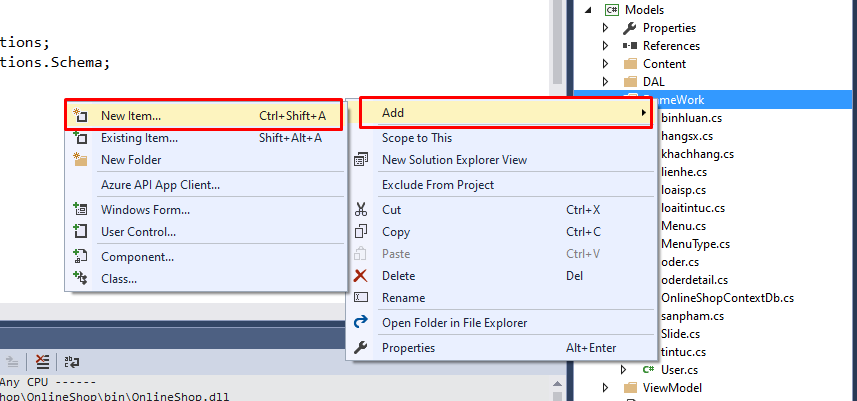 tions;
tions.Schema;
New Item... Ctrl+Shift+A
Existing Item... Shift+Alt+A
New Folder
Azure API App Client...
Windows Form...
User Control...
Component...
Class...
Add
Scope to This
New Solution Explorer View
Exclude From Project
Cut Ctrl+X
Copy Ctrl+C
Paste Ctrl+V
Delete Del
Rename
Open Folder in File Explorer
Properties Alt+Enter
C# Models
Properties
References
Content
DAL
ameWork
binhluan.cs
hangsx.cs
khachhang.cs
lienhe.cs
loaisp.cs
loaitintuc.cs
Menu.cs
MenuType.cs
oder.cs
oderdetail.cs
OnlineShopContextDb.cs
sanpham.cs
Slide.cs
tintuc.cs
C# User.cs
ViewModel
Any CPU ------
hop\OnlineShop\bin\OnlineShop.dll